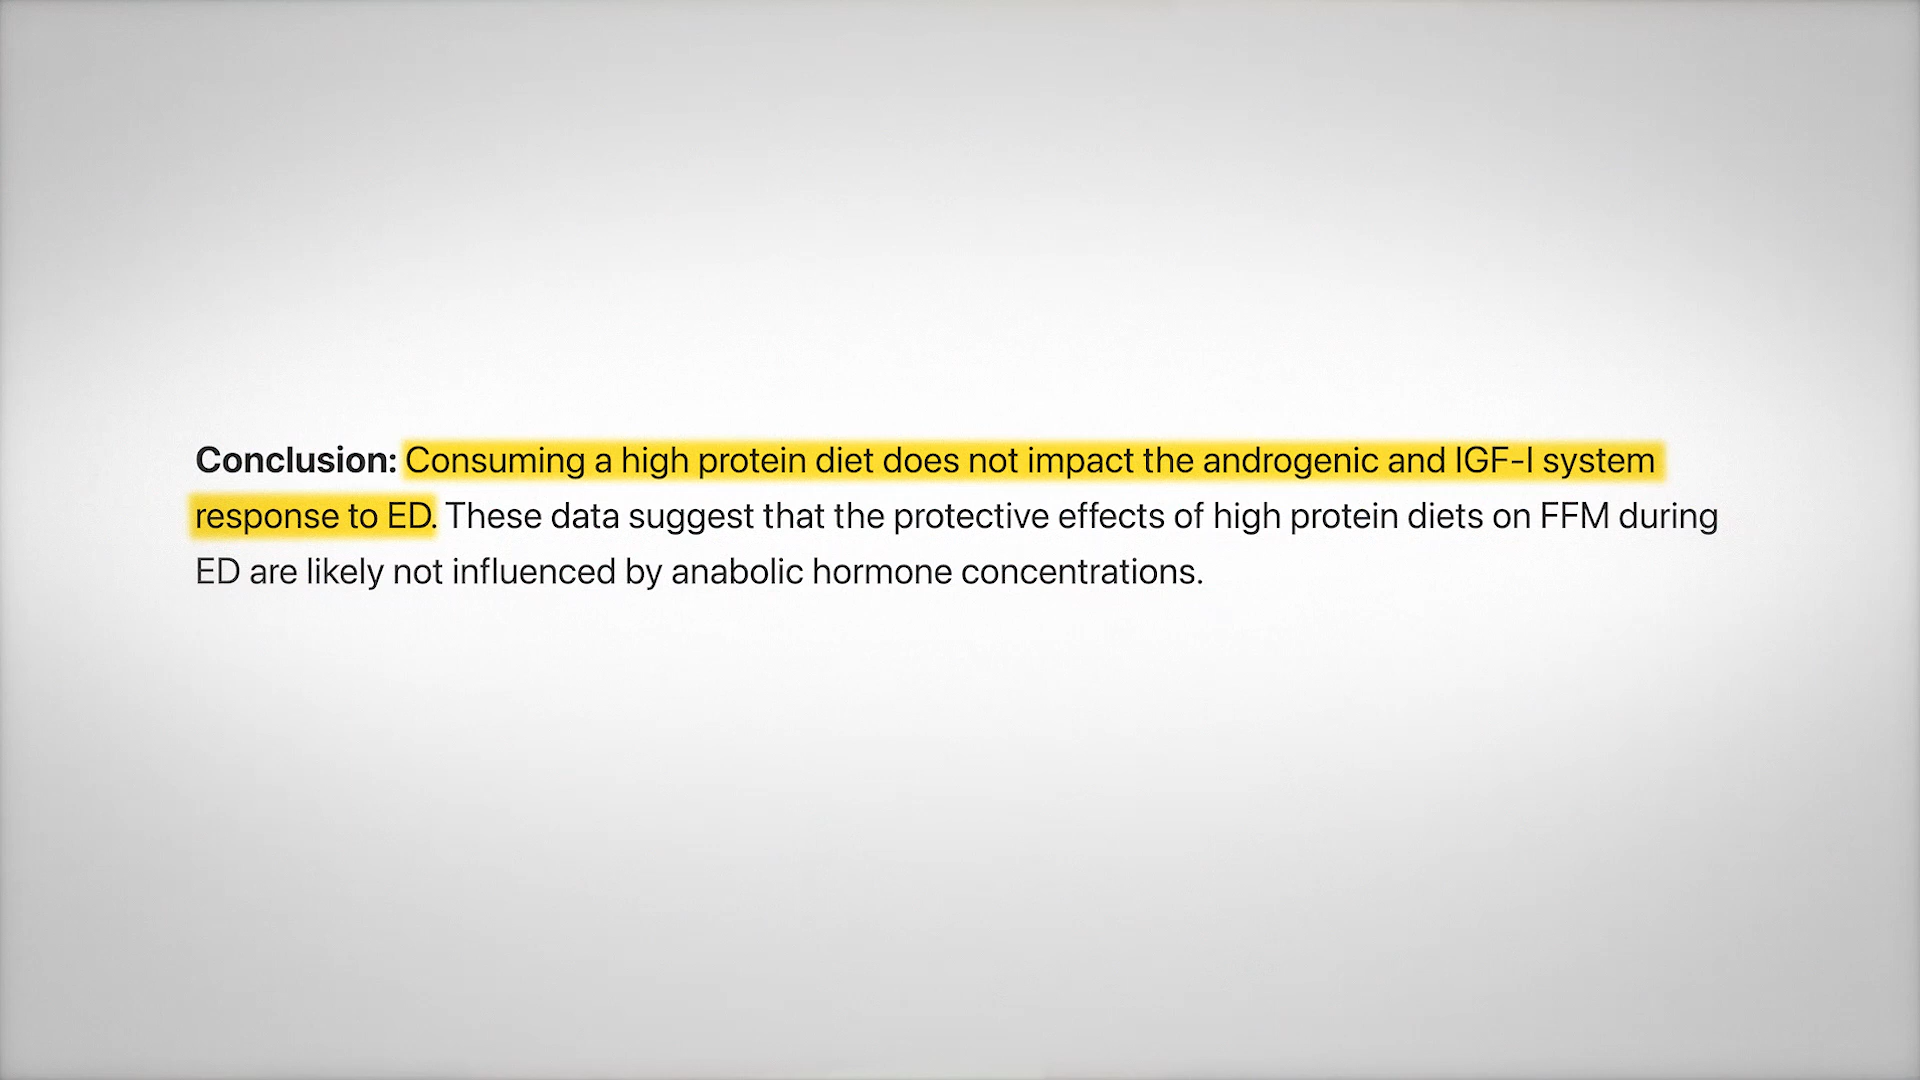 Conclusion: Consuming a high protein diet does not impact the androgenic and IGF-I system
response to ED. These data suggest that the protective effects of high protein diets on FFM during
ED are likely not influenced by anabolic hormone concentrations.